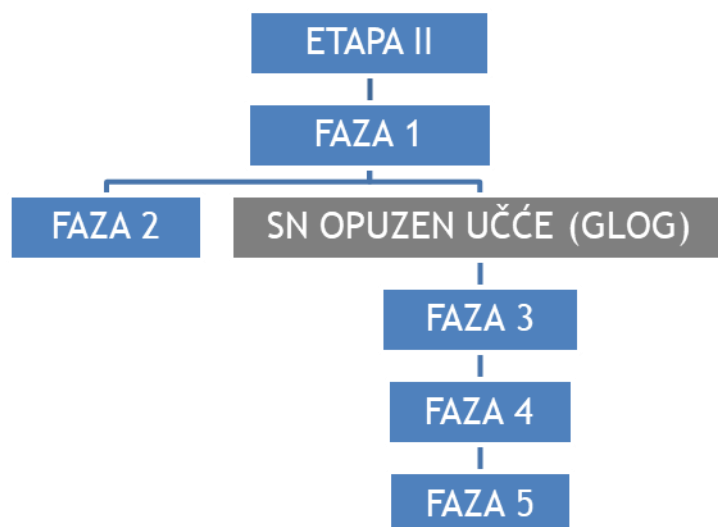 ETAPA II
FAZA 1
FAZA 2
SN OPUZEN UČĆE (GLOG)
FAZA 3
FAZA 4
FAZA 5